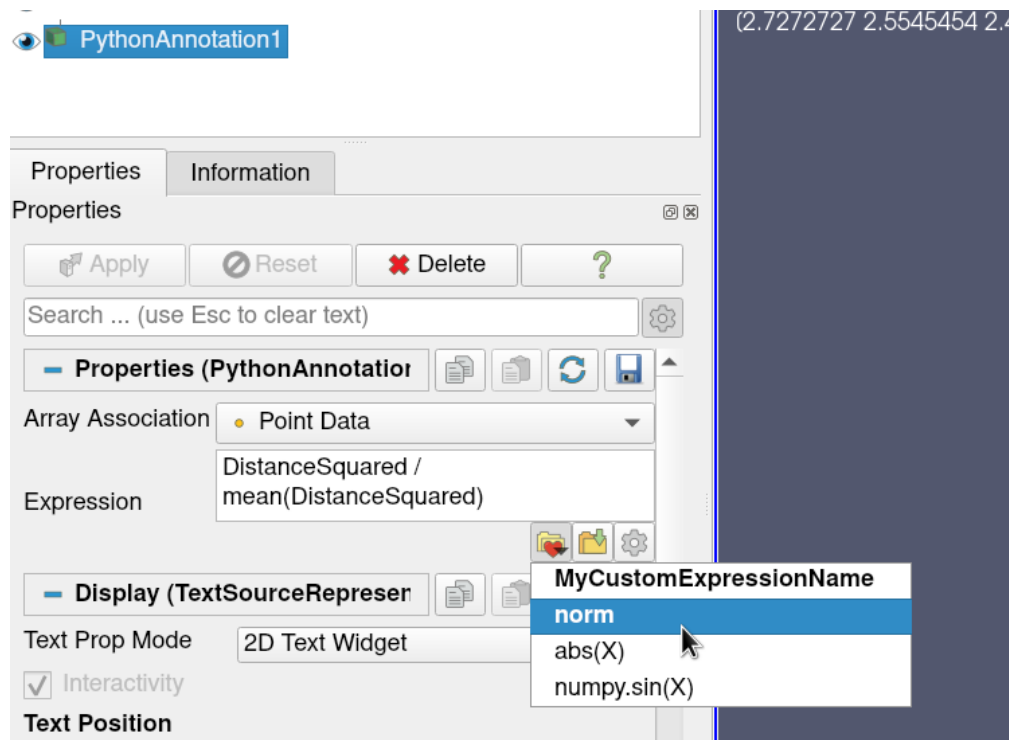 PythonAnnotation1
(2.7272727 2.5545454 2.4
Properties
Information
Properties
Apply
Reset
Delete
?
Search ... (use Esc to clear text)
Properties (PythonAnnotation
Array Association
Point Data
Expression
DistanceSquared /
mean(DistanceSquared)
MyCustomExpressionName
norm
abs(X)
numpy.sin(X)
Display (TextSourceRepresen
Text Prop Mode
2D Text Widget
Interactivity
Text Position